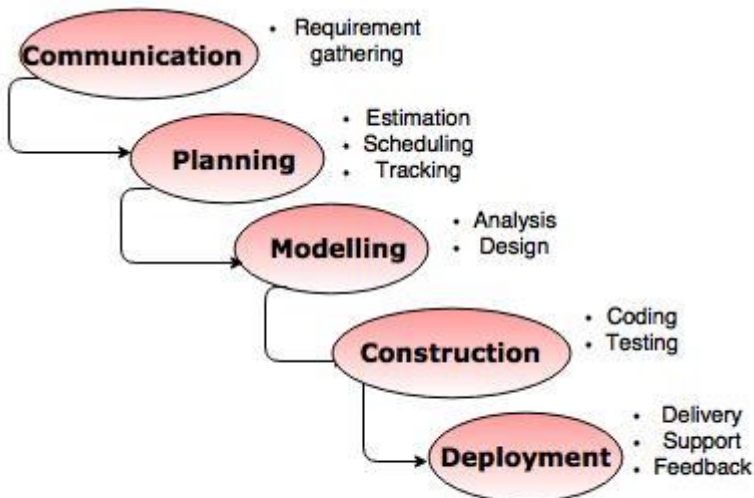 Communication
• Requirement
gathering
Planning
• Estimation
• Scheduling
• Tracking
Modelling
• Analysis
• Design
Construction
• Coding
• Testing
Deployment
• Delivery
• Support
• Feedback